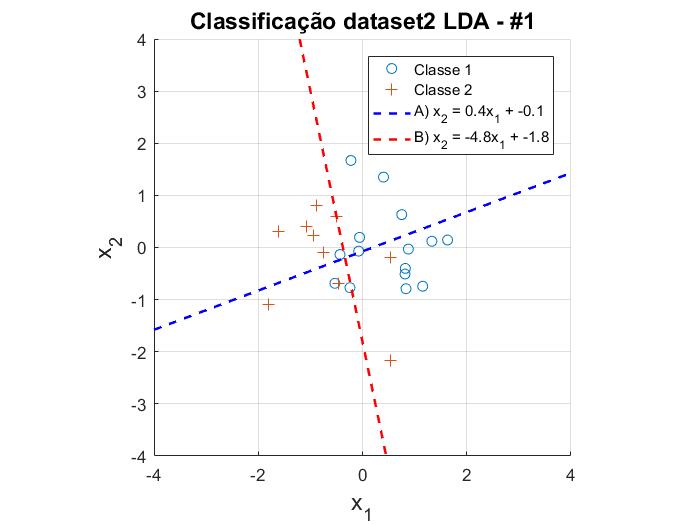 Classificação dataset2 LDA - #1
Classe 1
Classe 2
A) x2 = 0.4x1 + -0.1
B) x2 = -4.8x1 + -1.8
4
3
2
1
0
-1
-2
-3
-4
x2
-4
-2
0
2
4
x1